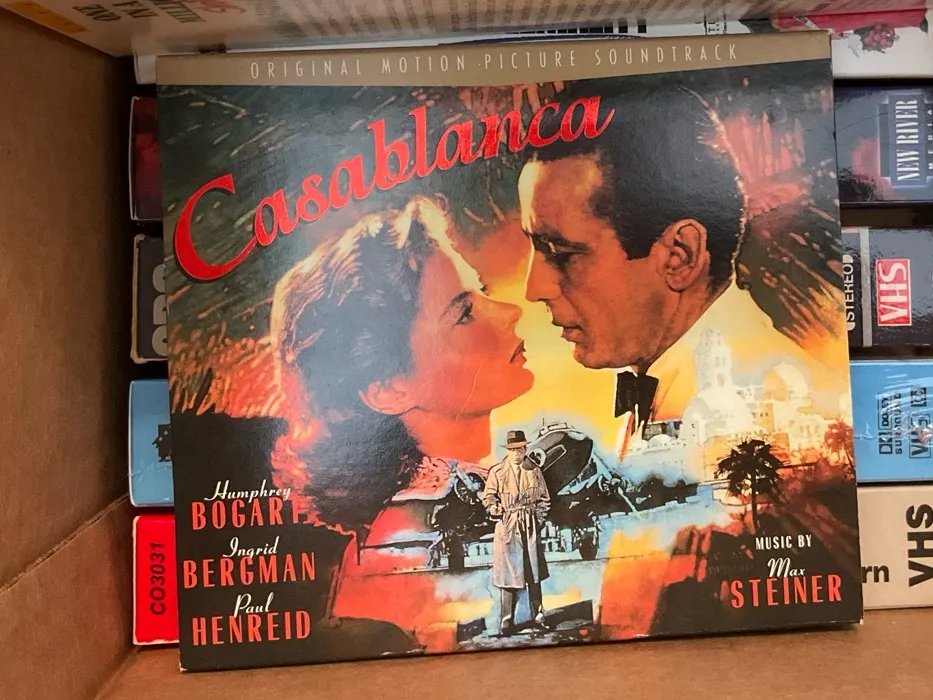 ORIGINAL MOTION PICTURE SOUNDTRACK
Casablanca
Humphrey
BOGART
Ingrid
BERGMAN
Paul
HENREID
MUSIC BY
Max
STEINER
CO3031
NEW RIVER
STEREO
VHS
VHS
VHS